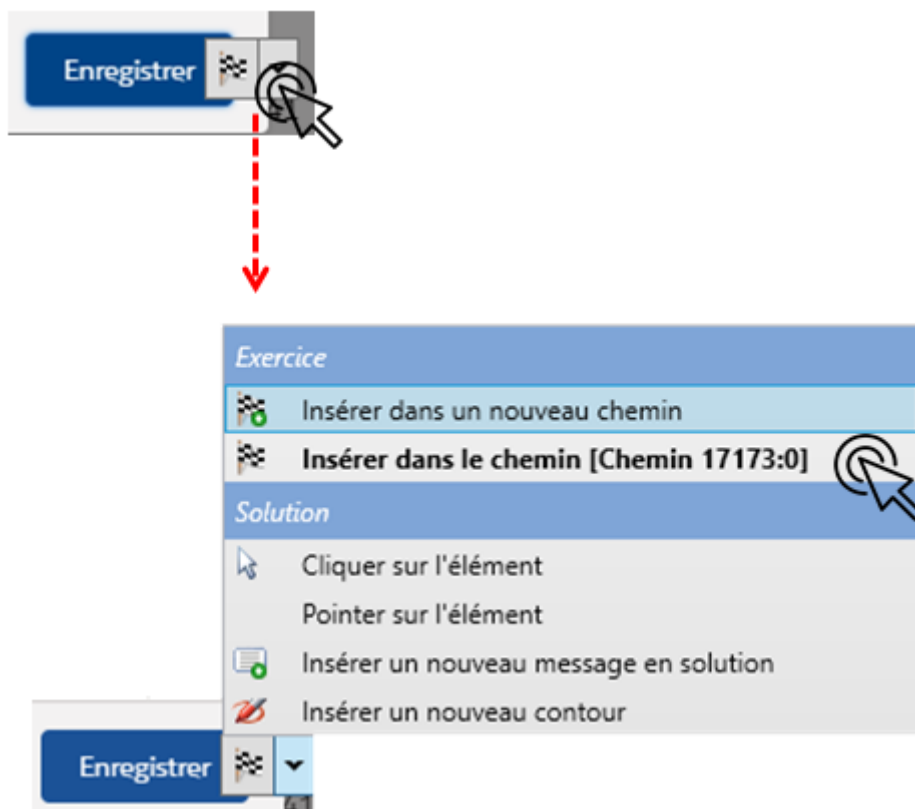 Enregistrer
Exercice
Insérer dans un nouveau chemin
Insérer dans le chemin [Chemin 17173:0]
Solution
Cliquer sur l'élément
Pointer sur l'élément
Insérer un nouveau message en solution
Insérer un nouveau contour
Enregistrer